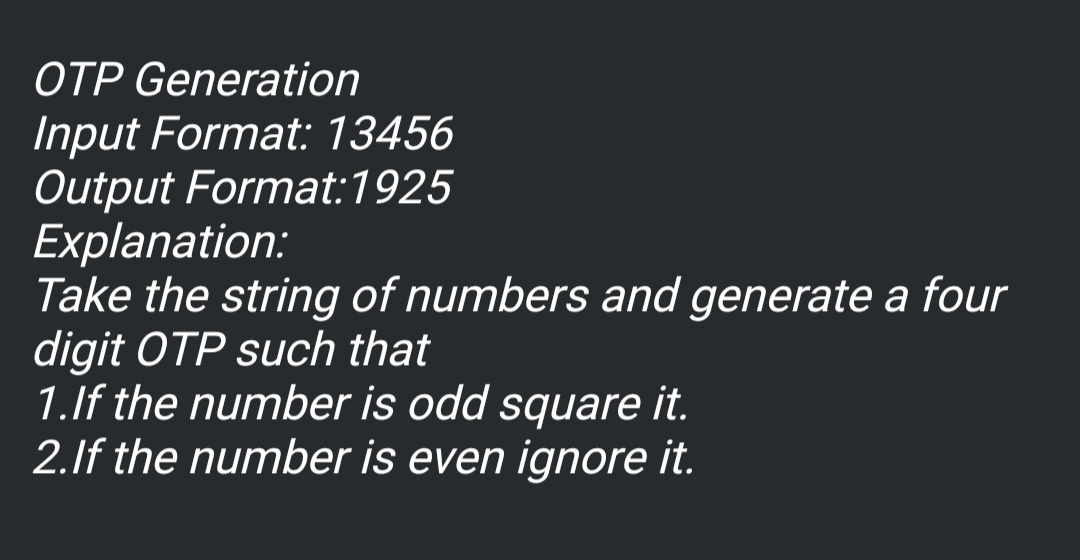 OTP Generation
Input Format: 13456
Output Format:1925
Explanation:
Take the string of numbers and generate a four
digit OTP such that
1.If the number is odd square it.
2.If the number is even ignore it.